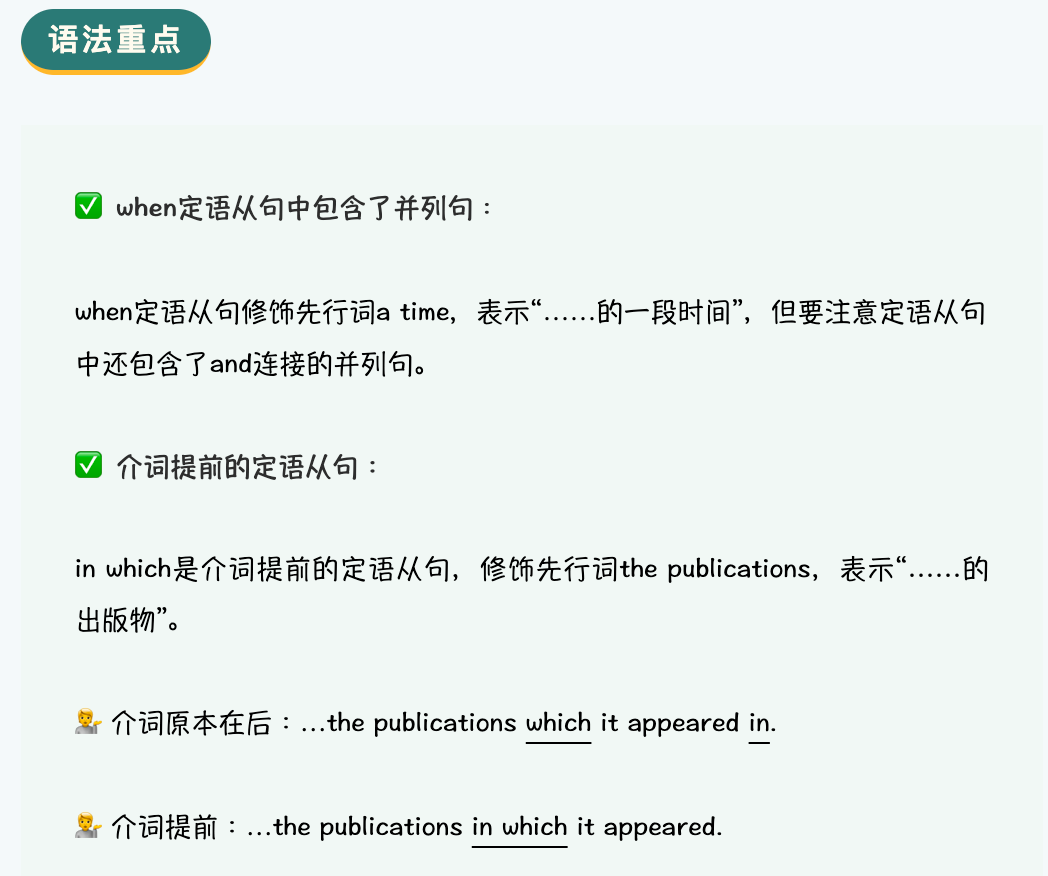 语法重点
✅ when定语从句中包含了并列句：
when定语从句修饰先行词a time，表示“……的一段时间”，但要注意定语从句
中还包含了and连接的并列句。
✅ 介词提前的定语从句：
in which是介词提前的定语从句，修饰先行词the publications，表示“……的
出版物”。
💁 介词原本在后：…the publications which it appeared in.
💁 介词提前：…the publications in which it appeared.